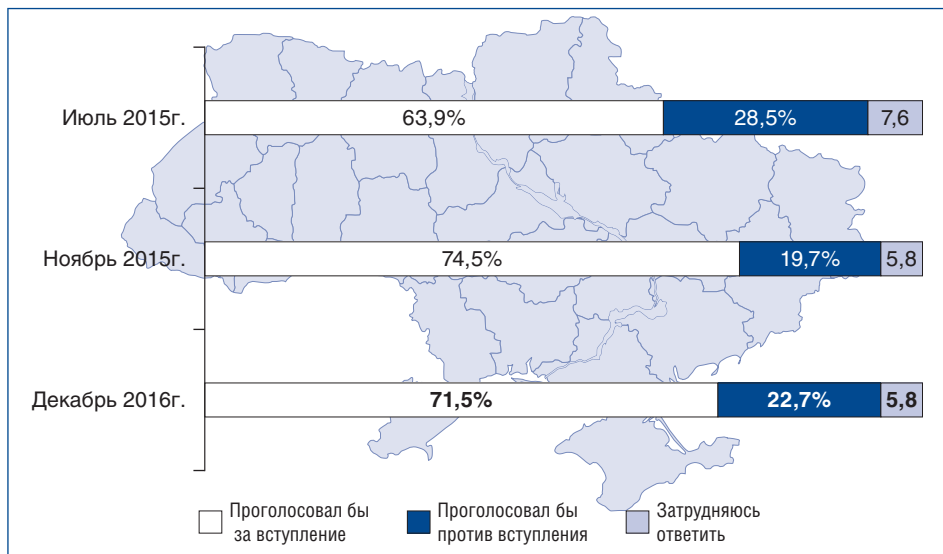 Июль 2015г.
63,9% 28,5% 7,6
Ноябрь 2015г.
74,5% 19,7% 5,8
Декабрь 2016г.
71,5% 22,7% 5,8
Проголосовал бы
за вступление
Проголосовал бы
против вступления
Затрудняюсь
ответить